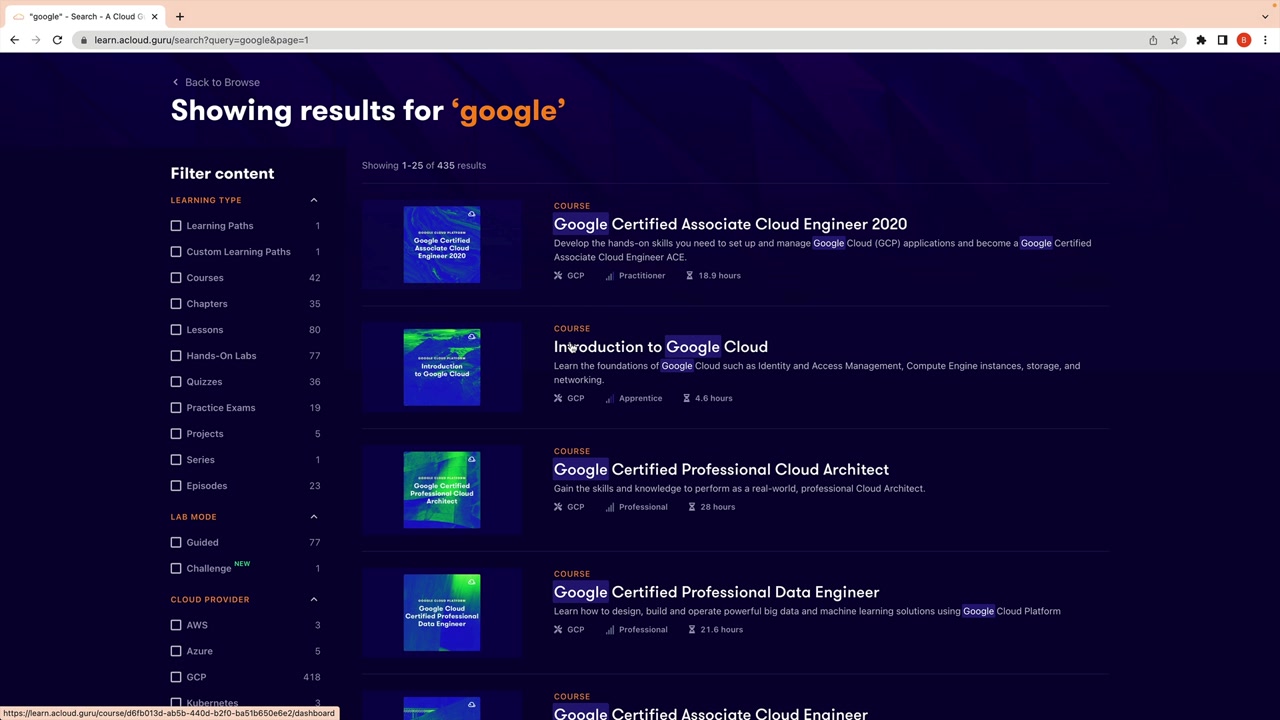 "google" - Search - A Cloud G
learn.acloud.guru/search?query=google&page=1
B
Back to Browse
Showing results for ‘google’
Filter content
LEARNING TYPE
Learning Paths 1
Custom Learning Paths 1
Courses 42
Chapters 35
Lessons 80
Hands-On Labs 77
Quizzes 36
Practice Exams 19
Projects 5
Series 1
Episodes 23
LAB MODE
Guided 77
Challenge NEW 1
CLOUD PROVIDER
AWS 3
Azure 5
GCP 418
Kubernetes 3
Showing 1-25 of 435 results
GOOGLE CLOUD PLATFORM
Google Certified
Associate Cloud
Engineer 2020
COURSE
Google Certified Associate Cloud Engineer 2020
Develop the hands-on skills you need to set up and manage Google Cloud (GCP) applications and become a Google Certified
Associate Cloud Engineer ACE.
GCP Practitioner 18.9 hours
GOOGLE CLOUD PLATFORM
Introduction
to Google Cloud
COURSE
Introduction to Google Cloud
Learn the foundations of Google Cloud such as Identity and Access Management, Compute Engine instances, storage, and
networking.
GCP Apprentice 4.6 hours
GOOGLE CLOUD PLATFORM
Google Certified
Professional Cloud
Architect
COURSE
Google Certified Professional Cloud Architect
Gain the skills and knowledge to perform as a real-world, professional Cloud Architect.
GCP Professional 28 hours
GOOGLE CLOUD PLATFORM
Google Cloud
Certified Professional
Data Engineer
COURSE
Google Certified Professional Data Engineer
Learn how to design, build and operate powerful big data and machine learning solutions using Google Cloud Platform
GCP Professional 21.6 hours
COURSE
Google Certified Associate Cloud Engineer
https://learn.acloud.guru/course/d6fb013d-ab5b-440d-b2f0-ba51b650e6e2/dashboard